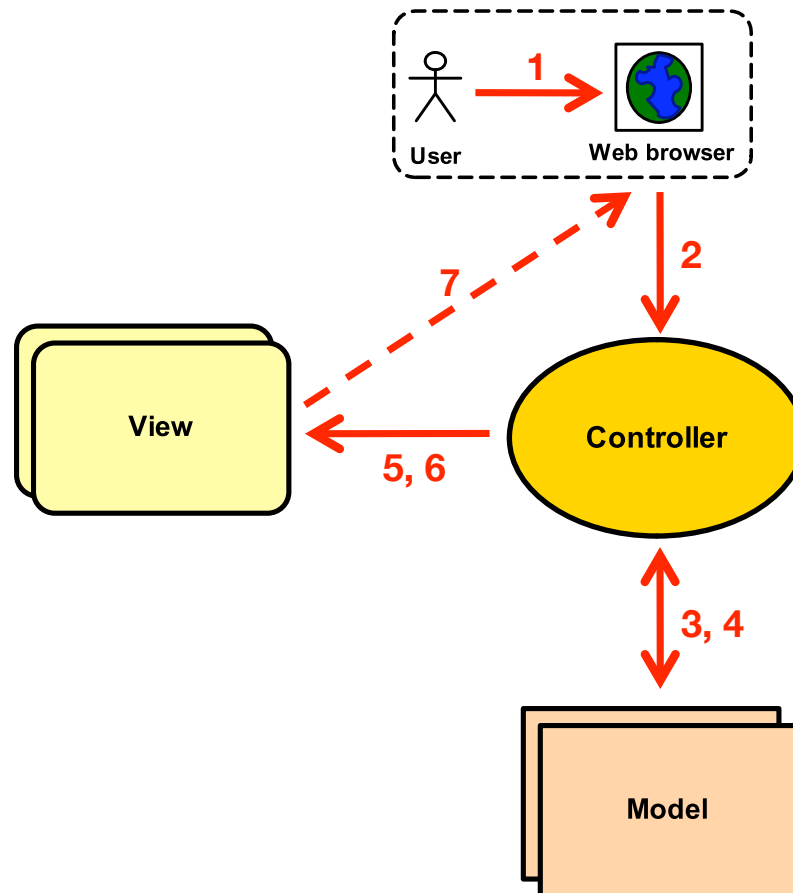 1
User
Web browser
2
7
View
Controller
5, 6
3, 4
Model